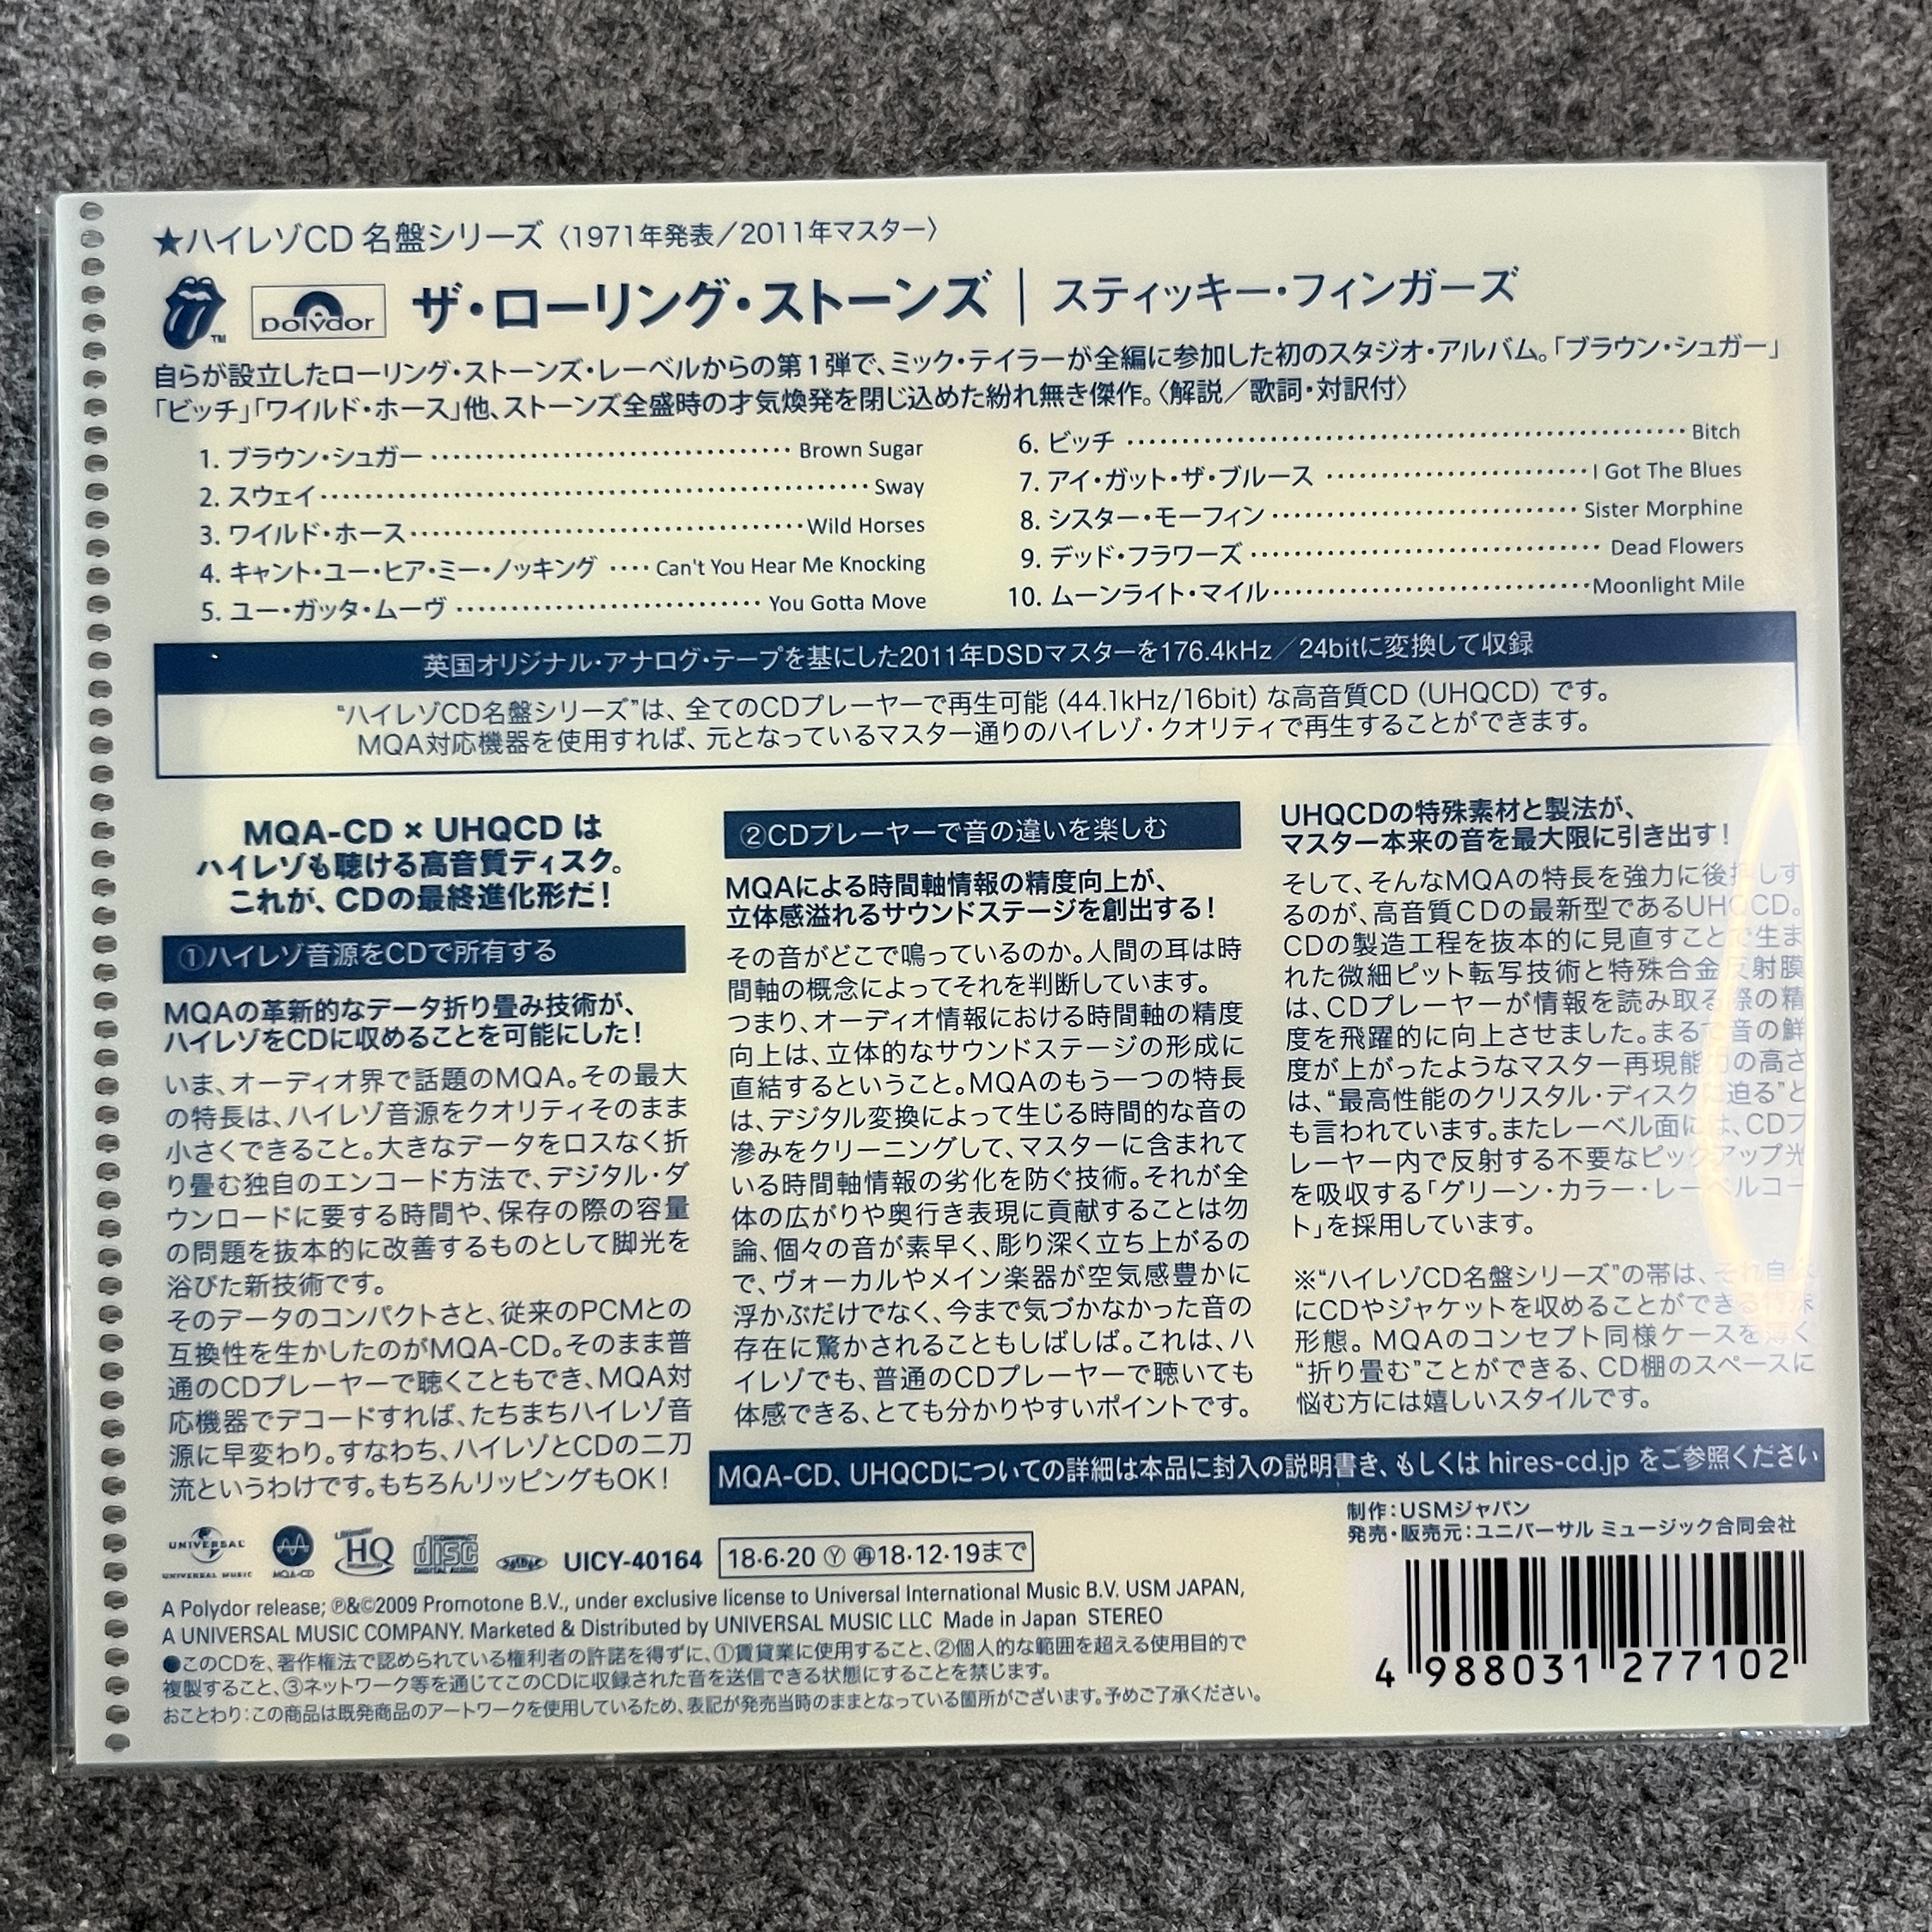 ★ハイレゾCD 名盤シリーズ〈1971年発表／2011年マスター〉
TM polydor ザ・ローリング・ストーンズ｜スティッキー・フィンガーズ
自らが設立したローリング・ストーンズ・レーベルからの第1弾で、ミック・テイラーが全編に参加した初のスタジオ・アルバム。「ブラウン・シュガー」
「ビッチ」「ワイルド・ホース」他、ストーンズ全盛時の才気煥発を閉じ込めた紛れ無き傑作。〈解説／歌詞・対訳付〉
1. ブラウン・シュガー Brown Sugar
2. スウェイ Sway
3. ワイルド・ホース Wild Horses
4. キャント・ユー・ヒア・ミー・ノッキング Can't You Hear Me Knocking
5. ユー・ガッタ・ムーヴ You Gotta Move
6. ビッチ Bitch
7. アイ・ガット・ザ・ブルース I Got The Blues
8. シスター・モーフィン Sister Morphine
9. デッド・フラワーズ Dead Flowers
10. ムーンライト・マイル Moonlight Mile
英国オリジナル・アナログ・テープを基にした2011年DSDマスターを176.4kHz／24bitに変換して収録
“ハイレゾCD名盤シリーズ”は、全てのCDプレーヤーで再生可能（44.1kHz/16bit）な高音質CD（UHQCD）です。
MQA対応機器を使用すれば、元となっているマスター通りのハイレゾ・クオリティで再生することができます。
MQA-CD × UHQCD は
ハイレゾも聴ける高音質ディスク。
これが、CDの最終進化形だ！
①ハイレゾ音源をCDで所有する
MQAの革新的なデータ折り畳み技術が、
ハイレゾをCDに収めることを可能にした！
いま、オーディオ界で話題のMQA。その最大
の特長は、ハイレゾ音源をクオリティそのまま
小さくできること。大きなデータをロスなく折
り畳む独自のエンコード方法で、デジタル・ダ
ウンロードに要する時間や、保存の際の容量
の問題を抜本的に改善するものとして脚光を
浴びた新技術です。
そのデータのコンパクトさと、従来のPCMとの
互換性を生かしたのがMQA-CD。そのまま普
通のCDプレーヤーで聴くこともでき、MQA対
応機器でデコードすれば、たちまちハイレゾ音
源に早変わり。すなわち、ハイレゾとCDの二刀
流というわけです。もちろんリッピングもOK！
②CDプレーヤーで音の違いを楽しむ
MQAによる時間軸情報の精度向上が、
立体感溢れるサウンドステージを創出する！
その音がどこで鳴っているのか。人間の耳は時
間軸の概念によってそれを判断しています。
つまり、オーディオ情報における時間軸の精度
向上は、立体的なサウンドステージの形成に
直結するということ。MQAのもう一つの特長
は、デジタル変換によって生じる時間的な音の
滲みをクリーニングして、マスターに含まれて
いる時間軸情報の劣化を防ぐ技術。それが全
体の広がりや奥行き表現に貢献することは勿
論、個々の音が素早く、彫り深く立ち上がるの
で、ヴォーカルやメイン楽器が空気感豊かに
浮かぶだけでなく、今まで気づかなかった音の
存在に驚かされることもしばしば。これは、ハ
イレゾでも、普通のCDプレーヤーで聴いても
体感できる、とても分かりやすいポイントです。
UHQCDの特殊素材と製法が、
マスター本来の音を最大限に引き出す！
そして、そんなMQAの特長を強力に後押しす
るのが、高音質CDの最新型であるUHQCD。
CDの製造工程を抜本的に見直すことで生ま
れた微細ピット転写技術と特殊合金反射膜
は、CDプレーヤーが情報を読み取る際の精
度を飛躍的に向上させました。まるで音の鮮
度が上がったようなマスター再現能力の高さ
は、“最高性能のクリスタル・ディスクに迫る”と
も言われています。またレーベル面には、CDプ
レーヤー内で反射する不要なピックアップ光
を吸収する「グリーン・カラー・レーベルコー
ト」を採用しています。
※“ハイレゾCD名盤シリーズ”の帯は、それ自体
にCDやジャケットを収めることができる特殊
形態。MQAのコンセプト同様ケースを薄く
“折り畳む”ことができる、CD棚のスペースに
悩む方には嬉しいスタイルです。
MQA-CD、UHQCDについての詳細は本品に封入の説明書き、もしくは hires-cd.jp をご参照ください
制作：USMジャパン
発売・販売元：ユニバーサル ミュージック合同会社
UNIVERSAL UNIVERSAL MUSIC MQA-CD Ultimate HQ COMPACT disc DIGITAL AUDIO UICY-40164 18·6·20 Ⓨ 再18·12·19まで
A Polydor release; ℗&©2009 Promotone B.V., under exclusive license to Universal International Music B.V. USM JAPAN,
A UNIVERSAL MUSIC COMPANY. Marketed & Distributed by UNIVERSAL MUSIC LLC Made in Japan STEREO
●このCDを、著作権法で認められている権利者の許諾を得ずに、①賃貸業に使用すること、②個人的な範囲を超える使用目的で
複製すること、③ネットワーク等を通じてこのCDに収録された音を送信できる状態にすることを禁じます。
おことわり：この商品は既発商品のアートワークを使用しているため、表記が発売当時のままとなっている箇所がございます。予めご了承ください。
4 988031 277102